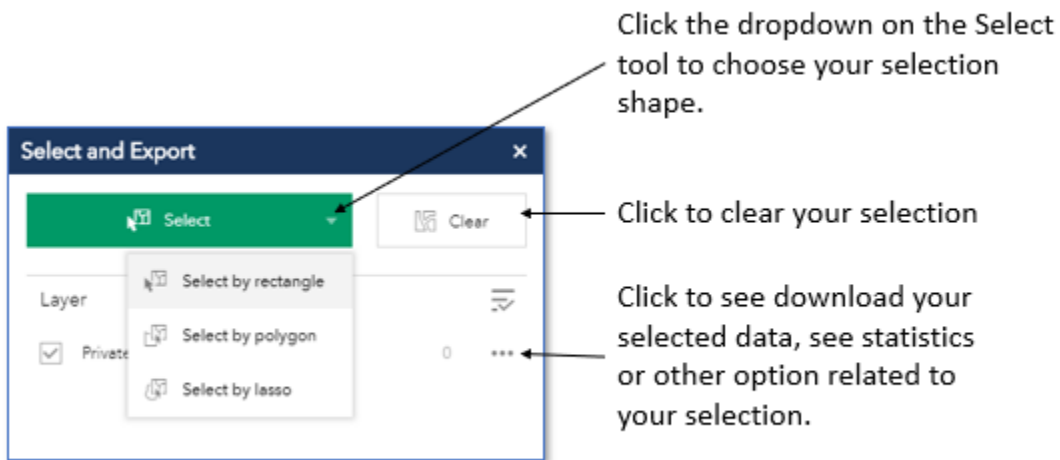 Click the dropdown on the Select
tool to choose your selection
shape.
Select and Export
×
Select
Clear
Click to clear your selection
Select by rectangle
Layer
Select by polygon
Private
0
•••
Select by lasso
Click to see download your
selected data, see statistics
or other option related to
your selection.